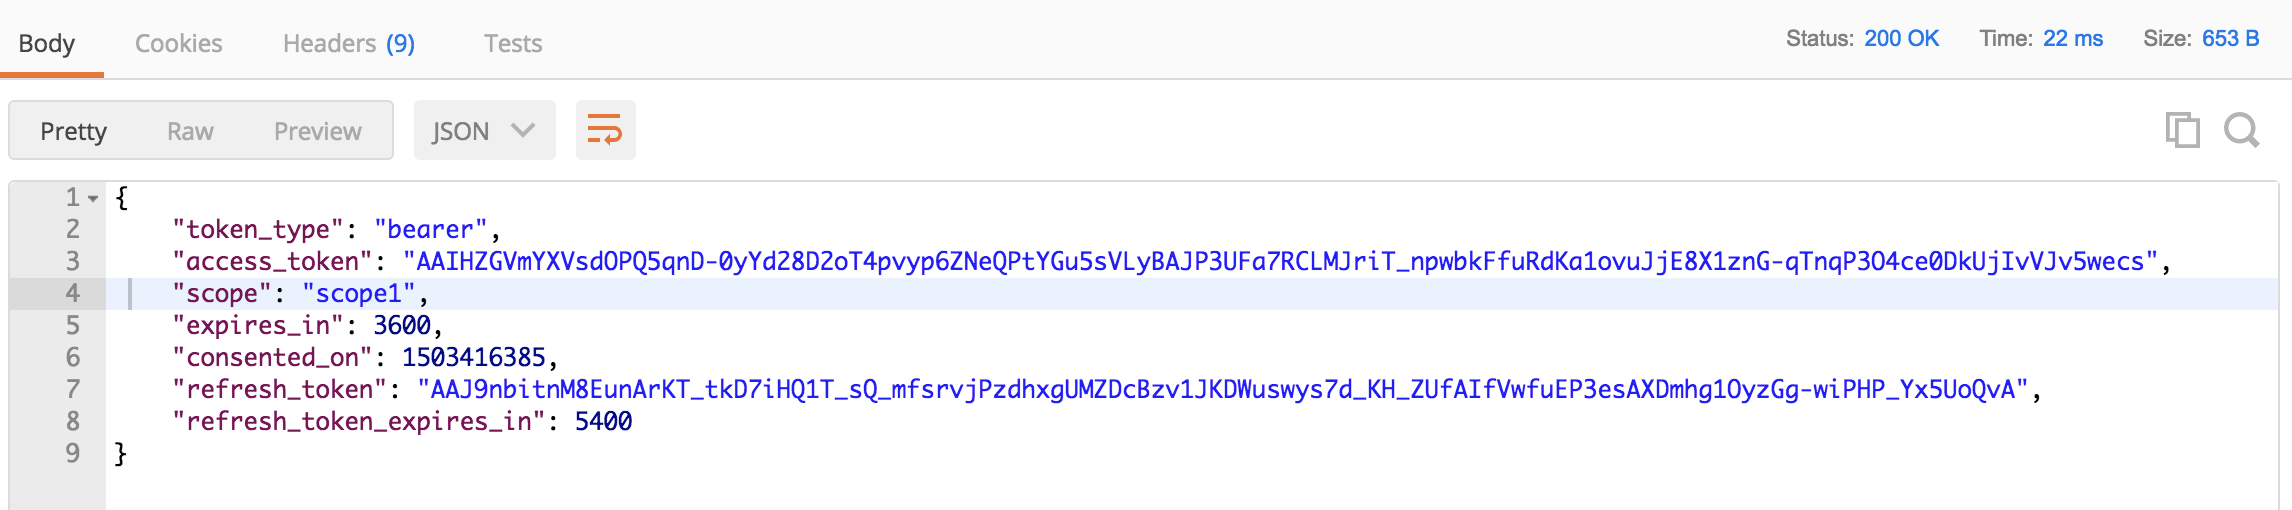 Body Cookies Headers (9) Tests Status: 200 OK Time: 22 ms Size: 653 B
Pretty Raw Preview JSON
1 {
2 "token_type": "bearer",
3 "access_token": "AAIHZGVmYXVsdOPQ5qnD-0yYd28D2oT4pvyp6ZNeQPtYGu5sVLyBAJP3UFa7RCLMJriT_npwbkFfuRdKa1ovuJjE8X1znG-qTnqP3O4ce0DkUjIvVJv5wecs",
4 "scope": "scope1",
5 "expires_in": 3600,
6 "consented_on": 1503416385,
7 "refresh_token": "AAJ9nbitnM8EunArKT_tkD7iHQ1T_sQ_mfsrvjPzdhxgUMZDcBzv1JKDWuswys7d_KH_ZUfAIfVwfuEP3esAXDmhg1OyzGg-wiPHP_Yx5UoQvA",
8 "refresh_token_expires_in": 5400
9 }